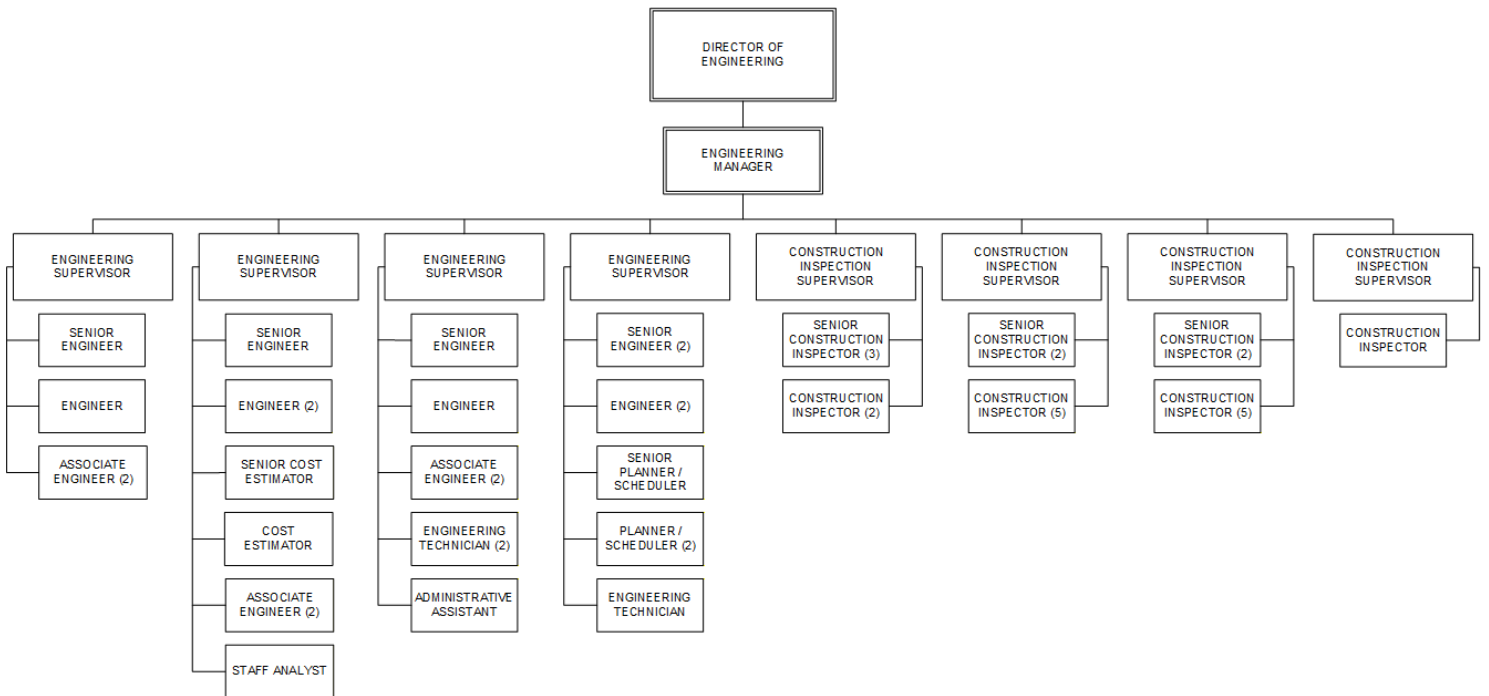 DIRECTOR OF
ENGINEERING
ENGINEERING
MANAGER
ENGINEERING
SUPERVISOR
SENIOR
ENGINEER
ENGINEER
ASSOCIATE
ENGINEER (2)
ENGINEERING
SUPERVISOR
SENIOR
ENGINEER
ENGINEER (2)
SENIOR COST
ESTIMATOR
COST
ESTIMATOR
ASSOCIATE
ENGINEER (2)
STAFF ANALYST
ENGINEERING
SUPERVISOR
SENIOR
ENGINEER
ENGINEER
ASSOCIATE
ENGINEER (2)
ENGINEERING
TECHNICIAN (2)
ADMINISTRATIVE
ASSISTANT
ENGINEERING
SUPERVISOR
SENIOR
ENGINEER (2)
ENGINEER (2)
SENIOR
PLANNER /
SCHEDULER
PLANNER /
SCHEDULER (2)
ENGINEERING
TECHNICIAN
CONSTRUCTION
INSPECTION
SUPERVISOR
SENIOR
CONSTRUCTION
INSPECTOR (3)
CONSTRUCTION
INSPECTOR (2)
CONSTRUCTION
INSPECTION
SUPERVISOR
SENIOR
CONSTRUCTION
INSPECTOR (2)
CONSTRUCTION
INSPECTOR (5)
CONSTRUCTION
INSPECTION
SUPERVISOR
SENIOR
CONSTRUCTION
INSPECTOR (2)
CONSTRUCTION
INSPECTOR (5)
CONSTRUCTION
INSPECTION
SUPERVISOR
CONSTRUCTION
INSPECTOR